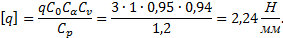 [q] = qC₀CₐCᵥ / Cₚ = 3 · 1 · 0,95 · 0,94 / 1,2 = 2,24 Н/мм.